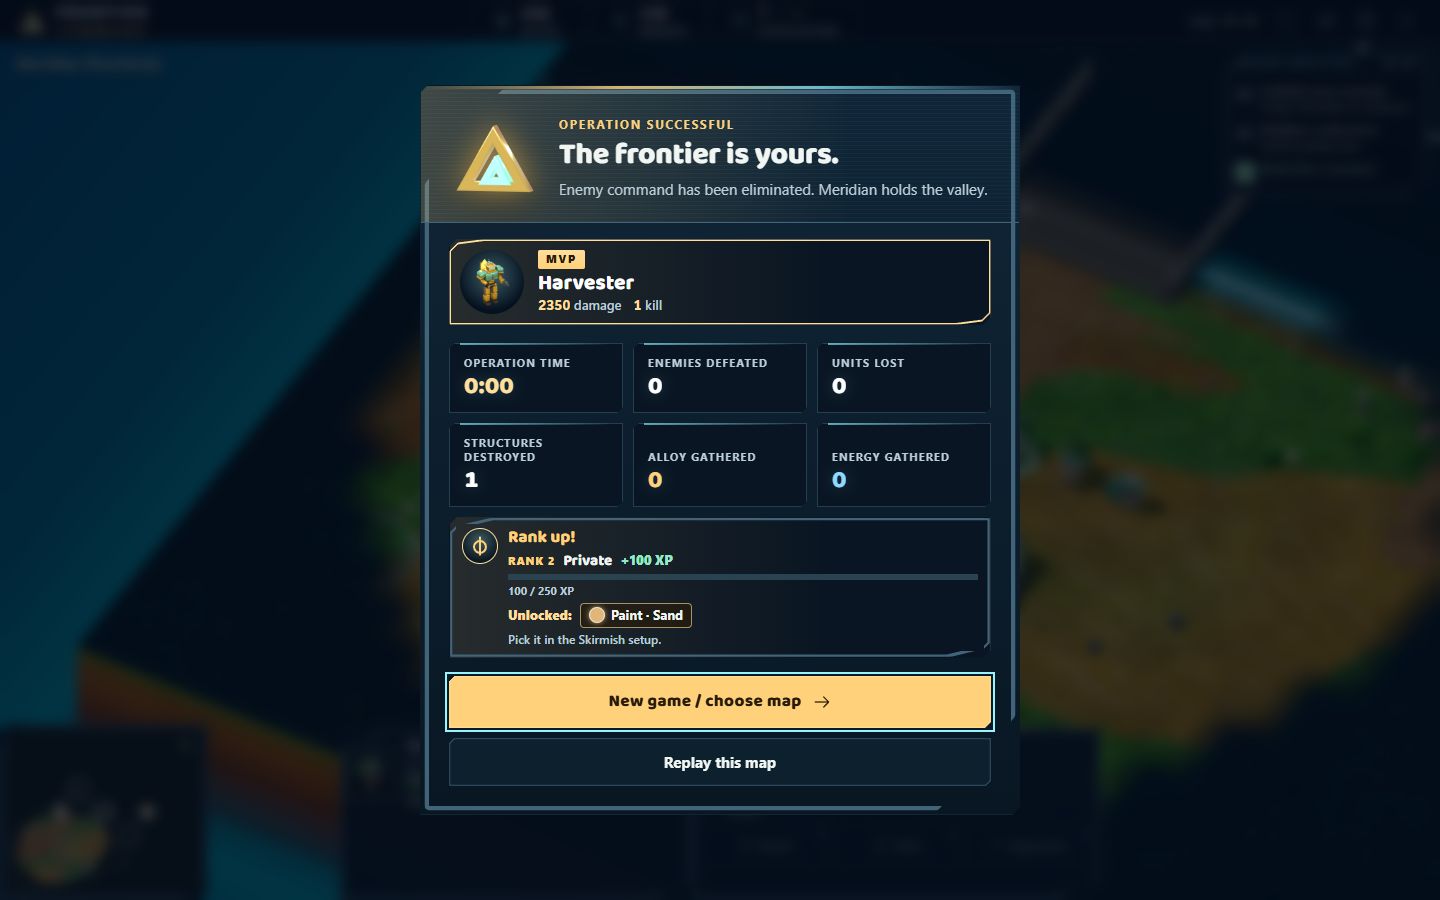 OPERATION SUCCESSFUL
The frontier is yours.
Enemy command has been eliminated. Meridian holds the valley.
MVP
Harvester
2350 damage 1 kill
OPERATION TIME
0:00
ENEMIES DEFEATED
0
UNITS LOST
0
STRUCTURES
DESTROYED
1
ALLOY GATHERED
0
ENERGY GATHERED
0
Rank up!
RANK 2 Private +100 XP
100 / 250 XP
Unlocked: Paint · Sand
Pick it in the Skirmish setup.
New game / choose map →
Replay this map